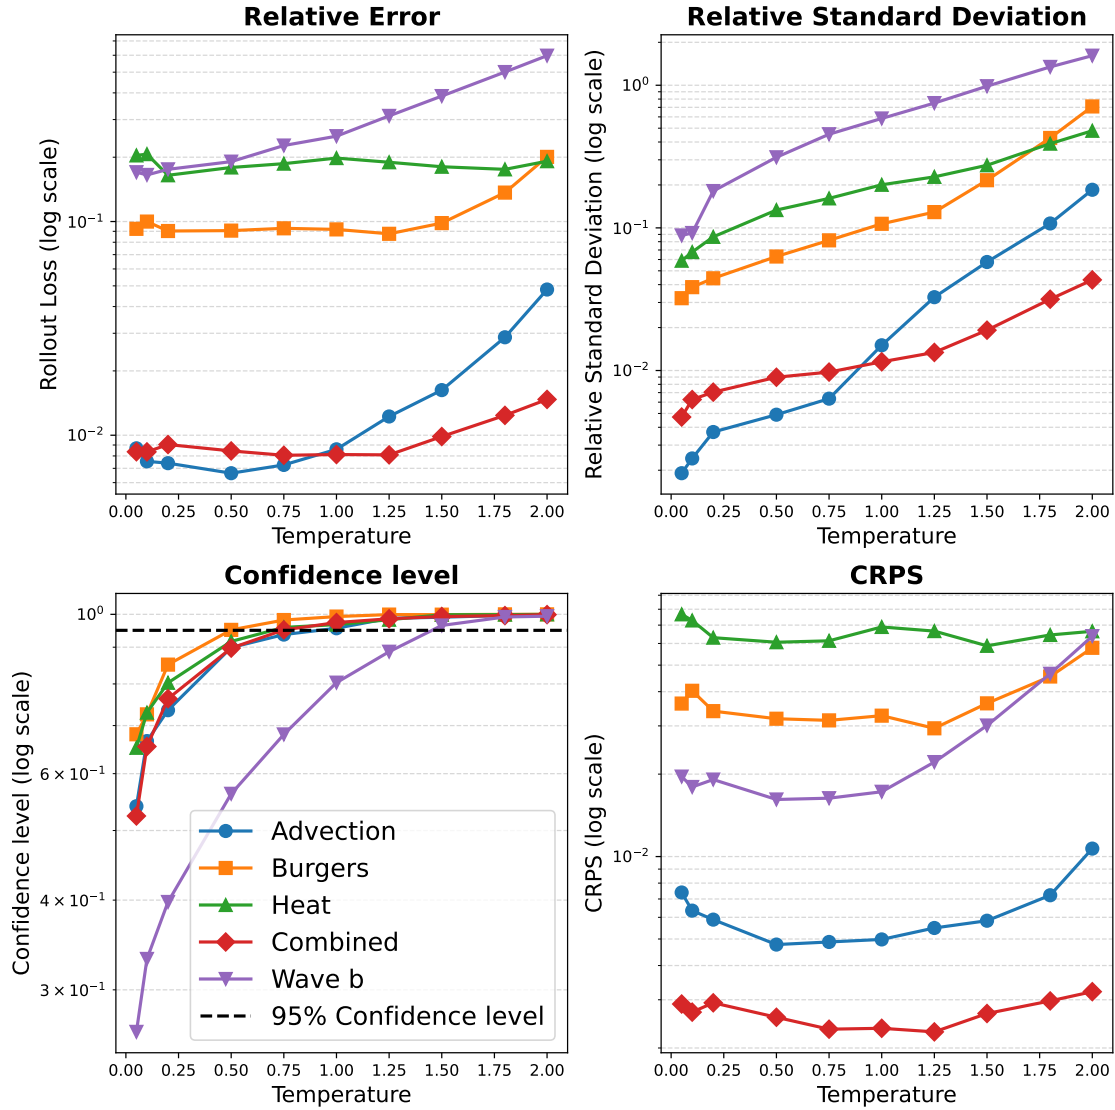 Relative Error
Rollout Loss (log scale)
10⁻¹
10⁻²
0.00 0.25 0.50 0.75 1.00 1.25 1.50 1.75 2.00
Temperature
Relative Standard Deviation
Relative Standard Deviation (log scale)
10⁰
10⁻¹
10⁻²
0.00 0.25 0.50 0.75 1.00 1.25 1.50 1.75 2.00
Temperature
Confidence level
Confidence level (log scale)
10⁰
6 × 10⁻¹
4 × 10⁻¹
3 × 10⁻¹
Advection
Burgers
Heat
Combined
Wave b
95% Confidence level
0.00 0.25 0.50 0.75 1.00 1.25 1.50 1.75 2.00
Temperature
CRPS
CRPS (log scale)
10⁻²
0.00 0.25 0.50 0.75 1.00 1.25 1.50 1.75 2.00
Temperature